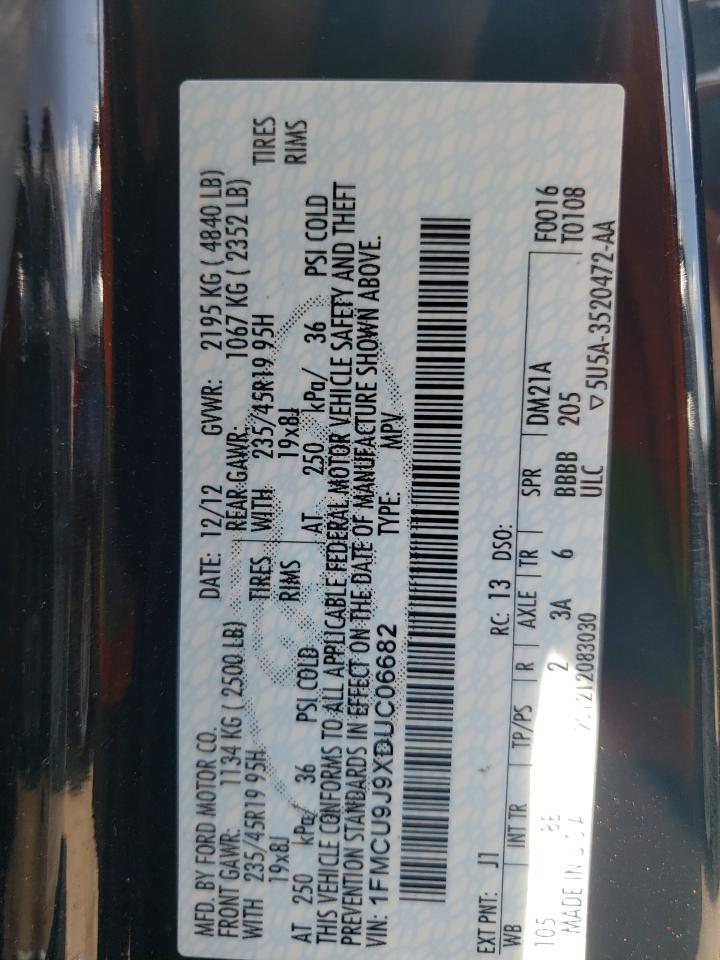 MFD. BY FORD MOTOR CO. DATE: 12/12 GVWR: 2195 KG ( 4840 LB)
FRONT GAWR: 1134 KG ( 2500 LB) REAR GAWR: 1067 KG ( 2352 LB)
WITH 235/45R19 95H TIRES WITH 235/45R19 95H TIRES
19x8J RIMS 19x8J RIMS
AT 250 kPa/ 36 PSI COLD AT 250 kPa/ 36 PSI COLD
THIS VEHICLE CONFORMS TO ALL APPLICABLE FEDERAL MOTOR VEHICLE SAFETY AND THEFT
PREVENTION STANDARDS IN EFFECT ON THE DATE OF MANUFACTURE SHOWN ABOVE.
VIN: 1FMCU9J9XDUC06682 TYPE: MPV
EXT PNT: J1 RC: 13 DSO: F0016
WB INT TR TP/PS R AXLE TR SPR DM21A T0108
105 BE 2 3A 6 BBBB 205
MADE IN U S A ULC ▽5U5A-3520472-AA